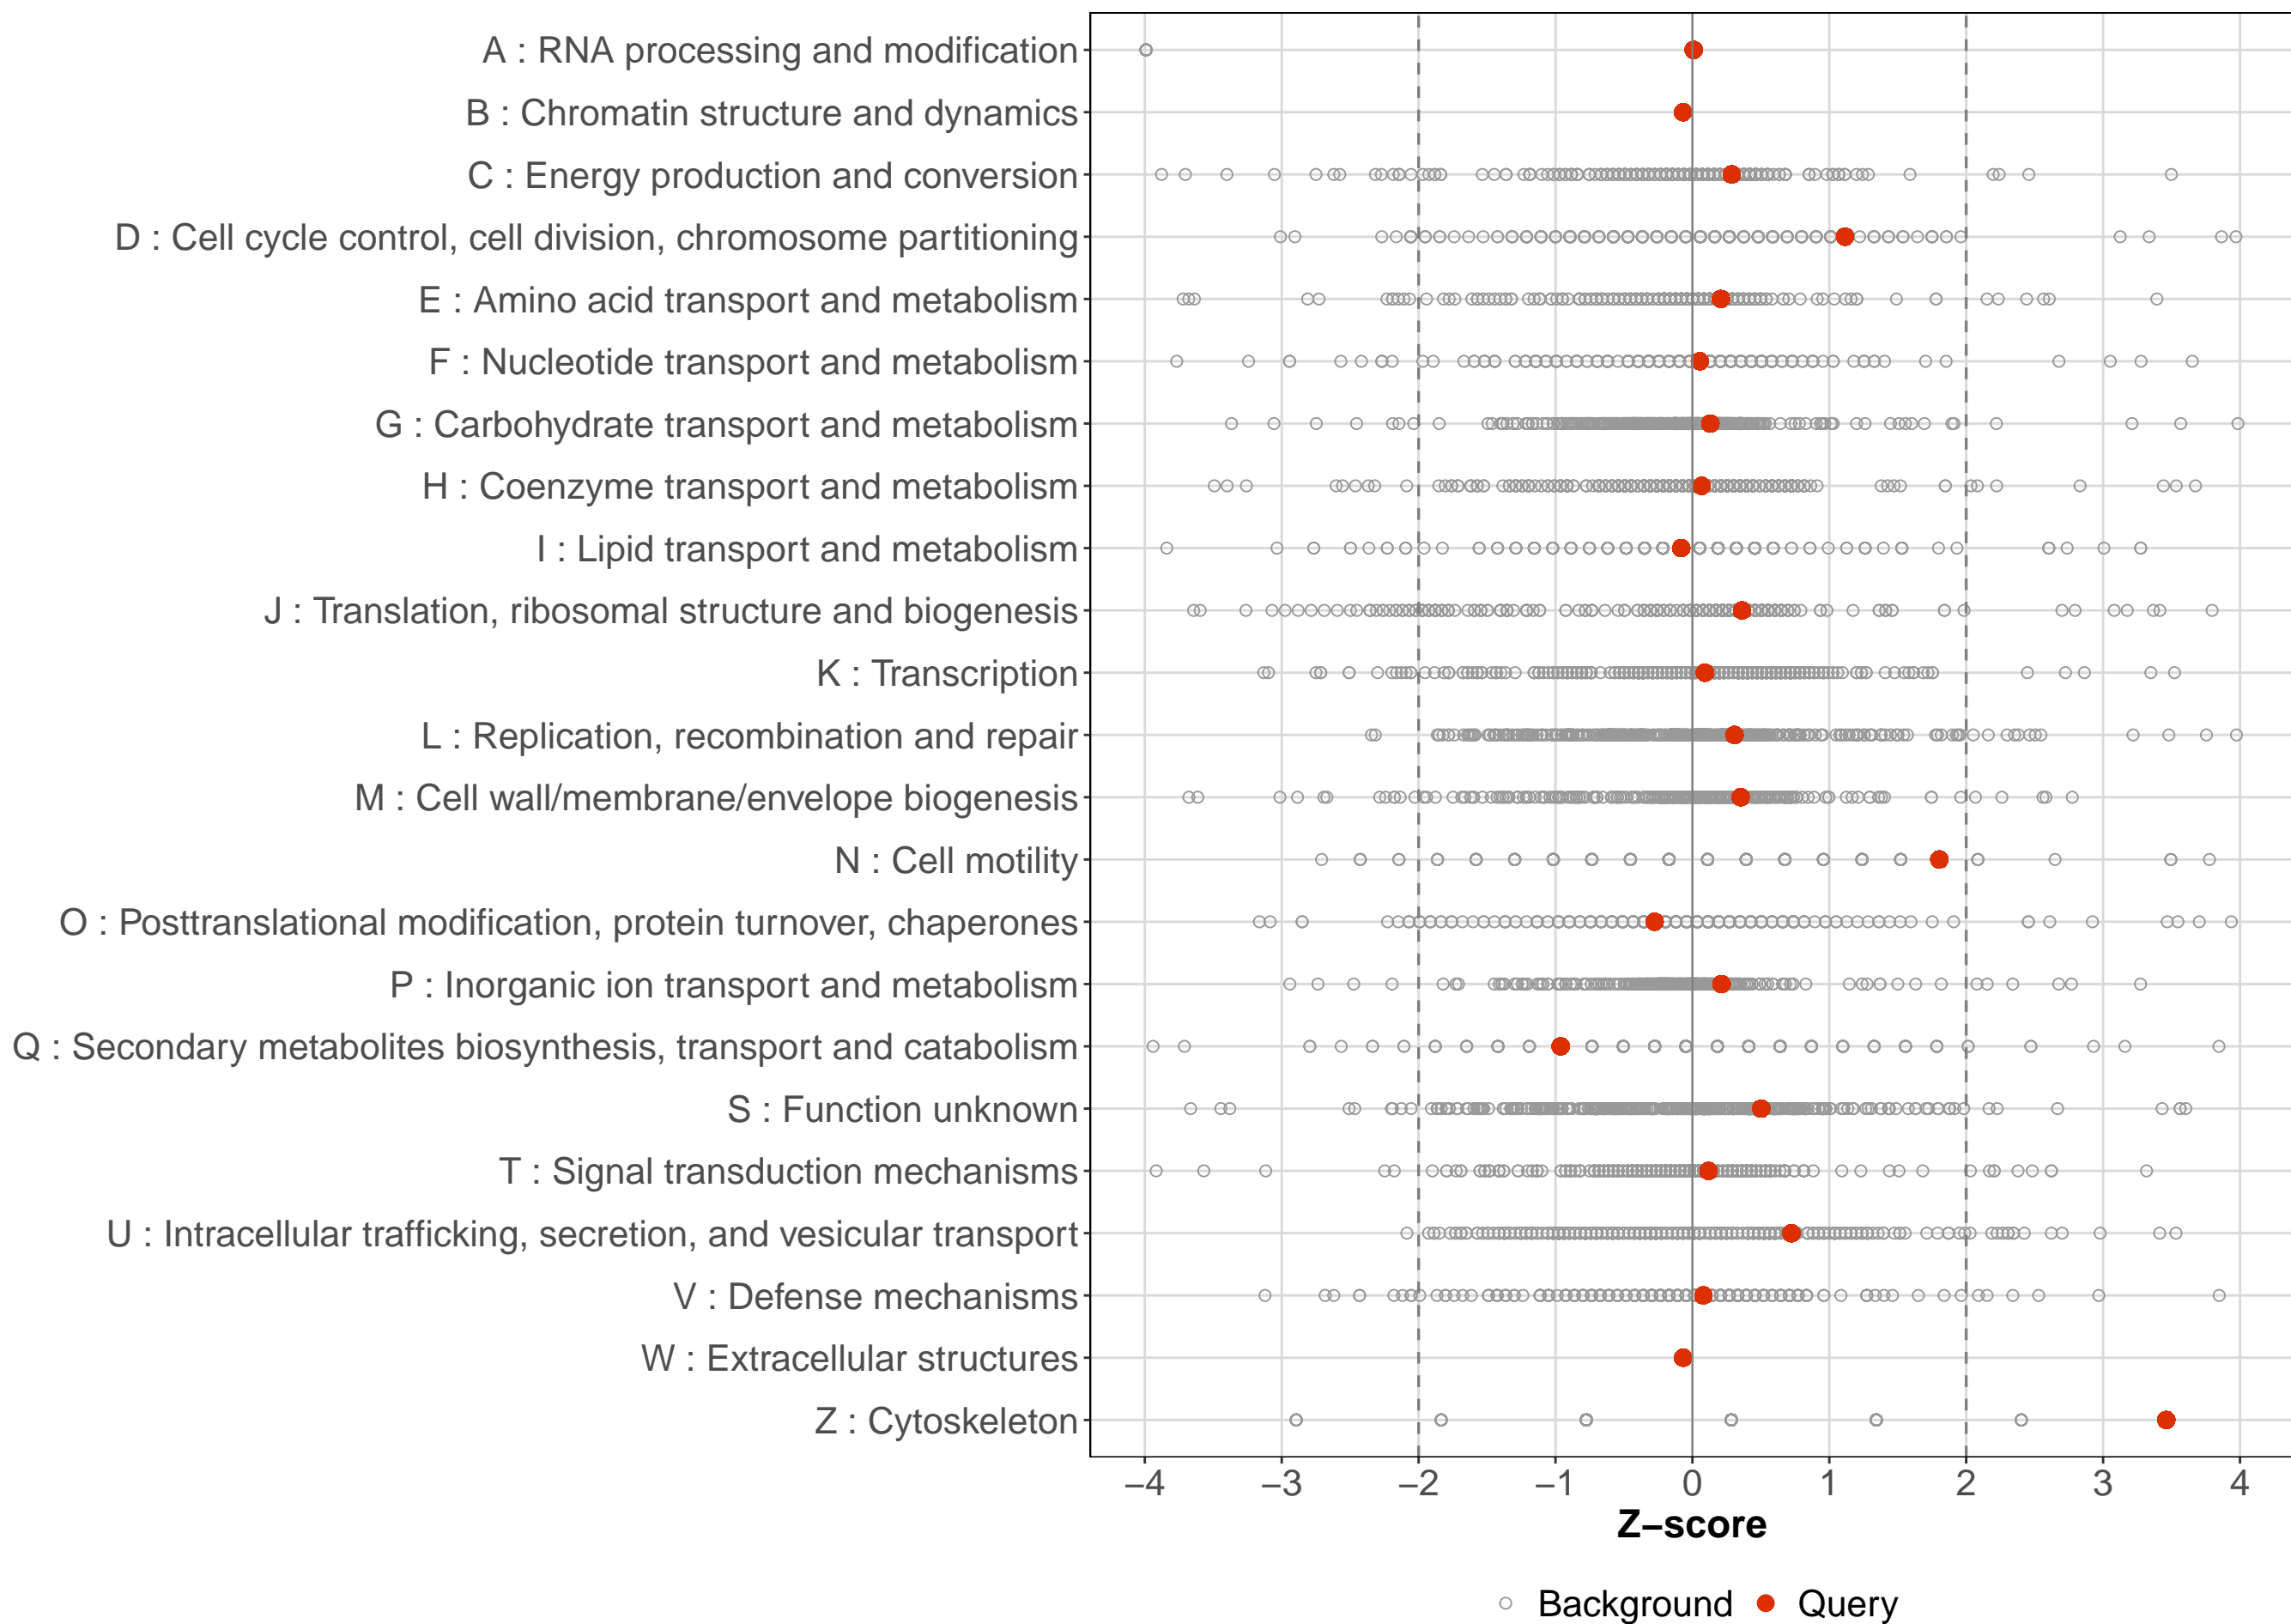 A : RNA processing and modification
B : Chromatin structure and dynamics
C : Energy production and conversion
D : Cell cycle control, cell division, chromosome partitioning
E : Amino acid transport and metabolism
F : Nucleotide transport and metabolism
G : Carbohydrate transport and metabolism
H : Coenzyme transport and metabolism
I : Lipid transport and metabolism
J : Translation, ribosomal structure and biogenesis
K : Transcription
L : Replication, recombination and repair
M : Cell wall/membrane/envelope biogenesis
N : Cell motility
O : Posttranslational modification, protein turnover, chaperones
P : Inorganic ion transport and metabolism
Q : Secondary metabolites biosynthesis, transport and catabolism
S : Function unknown
T : Signal transduction mechanisms
U : Intracellular trafficking, secretion, and vesicular transport
V : Defense mechanisms
W : Extracellular structures
Z : Cytoskeleton
−4 −3 −2 −1 0 1 2 3 4
Z−score
Background Query